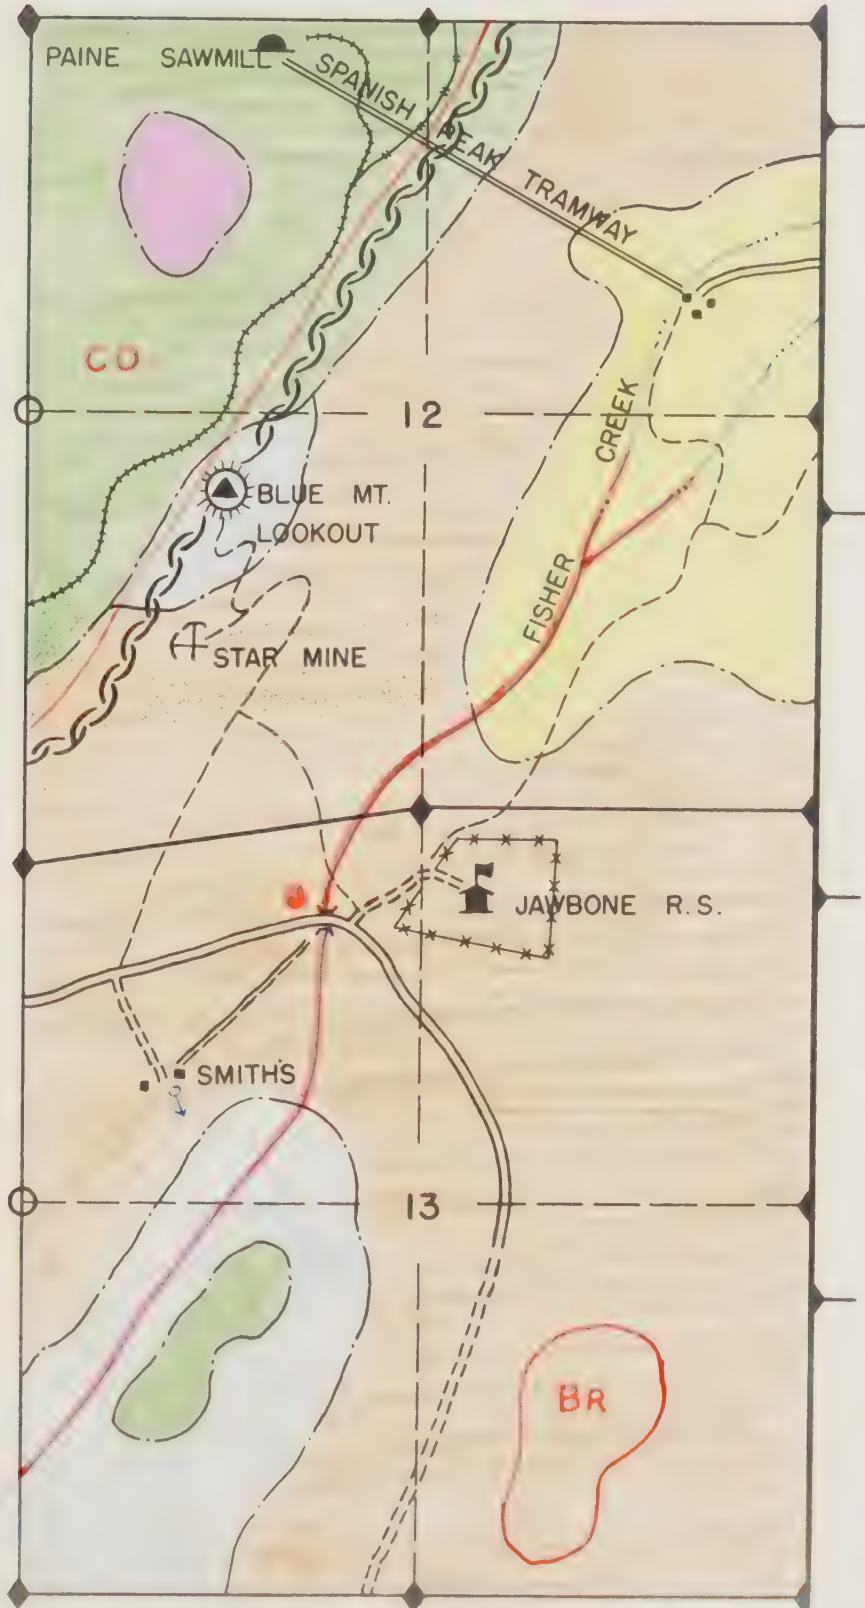 PAINE SAWMILL
SPANISH PEAK TRAMWAY
CO
12
CREEK
BLUE MT.
LOOKOUT
FISHER
STAR MINE
JAWBONE R.S.
SMITHS
13
BR